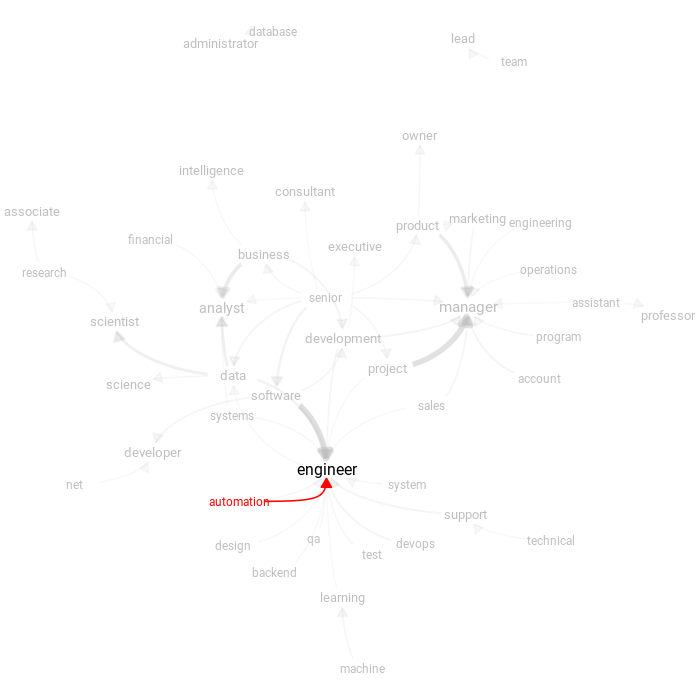 database
administrator
lead
team
owner
intelligence
consultant
associate
product
marketing
engineering
financial
executive
business
research
operations
senior
analyst
manager
assistant
professor
scientist
development
program
project
data
science
account
software
sales
systems
developer
engineer
net
system
automation
support
qa
technical
design
devops
test
backend
learning
machine